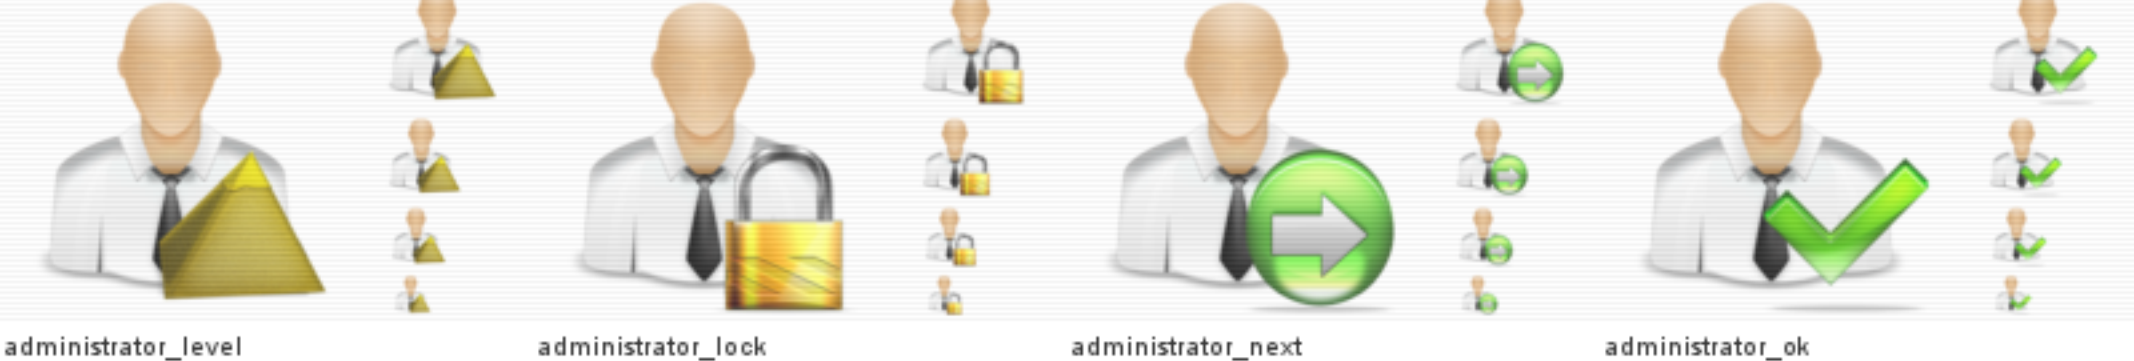 administrator_level
administrator_lock
administrator_next
administrator_ok